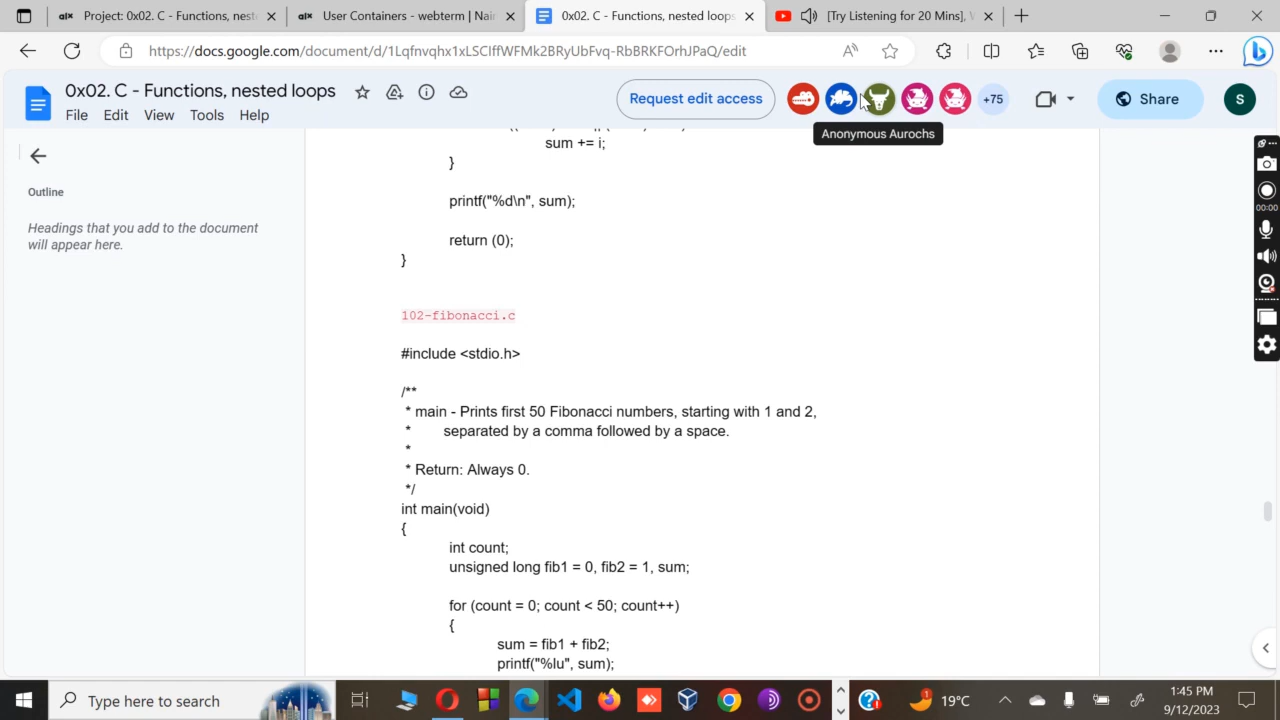 Project: 0x02. C - Functions, nest
User Containers - webterm | Nair
0x02. C - Functions, nested loops
[Try Listening for 20 Mins], V
https://docs.google.com/document/d/1Lqfnvqhx1xLSCIffWFMk2BRyUbFvq-RbBRKFOrhJPaQ/edit
0x02. C - Functions, nested loops
Request edit access
+75
Share
S
File Edit View Tools Help
Anonymous Aurochs
Outline
Headings that you add to the document
will appear here.
sum += i;
}
printf("%d\n", sum);
return (0);
}
102-fibonacci.c
#include <stdio.h>
/**
* main - Prints first 50 Fibonacci numbers, starting with 1 and 2,
* separated by a comma followed by a space.
*
* Return: Always 0.
*/
int main(void)
{
int count;
unsigned long fib1 = 0, fib2 = 1, sum;
for (count = 0; count < 50; count++)
{
sum = fib1 + fib2;
printf("%lu", sum);
00:00
Type here to search
19°C
1:45 PM
9/12/2023